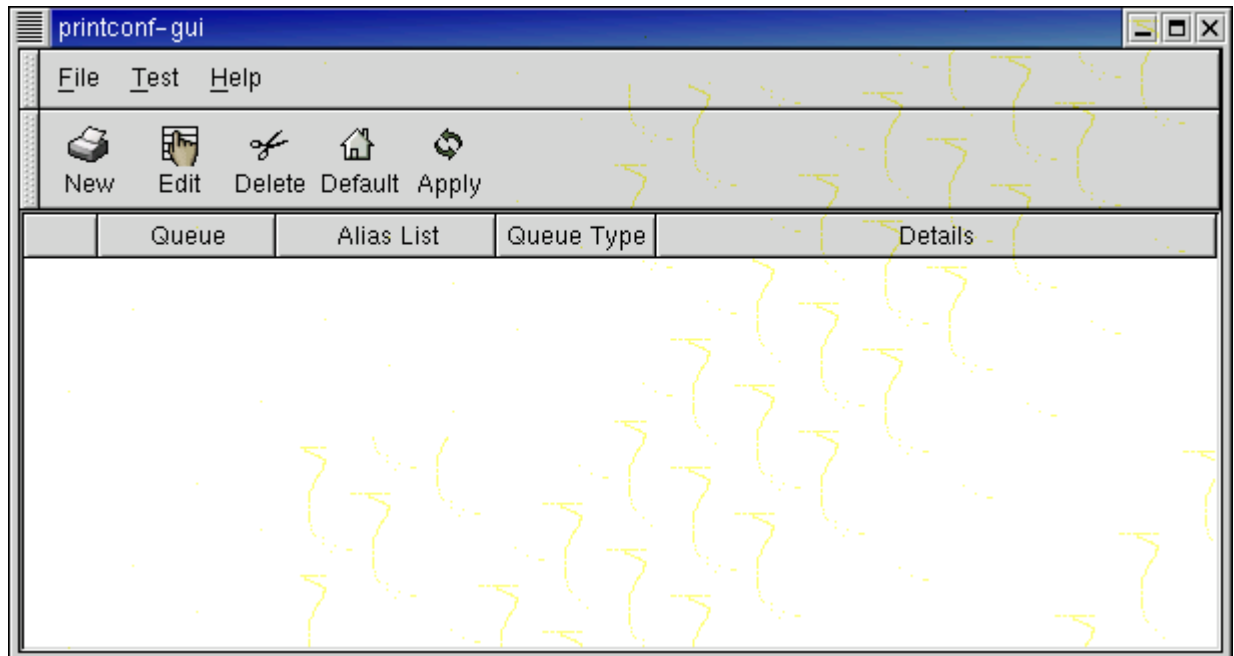 printconf-gui
File Test Help
New Edit Delete Default Apply
Queue Alias List Queue Type Details